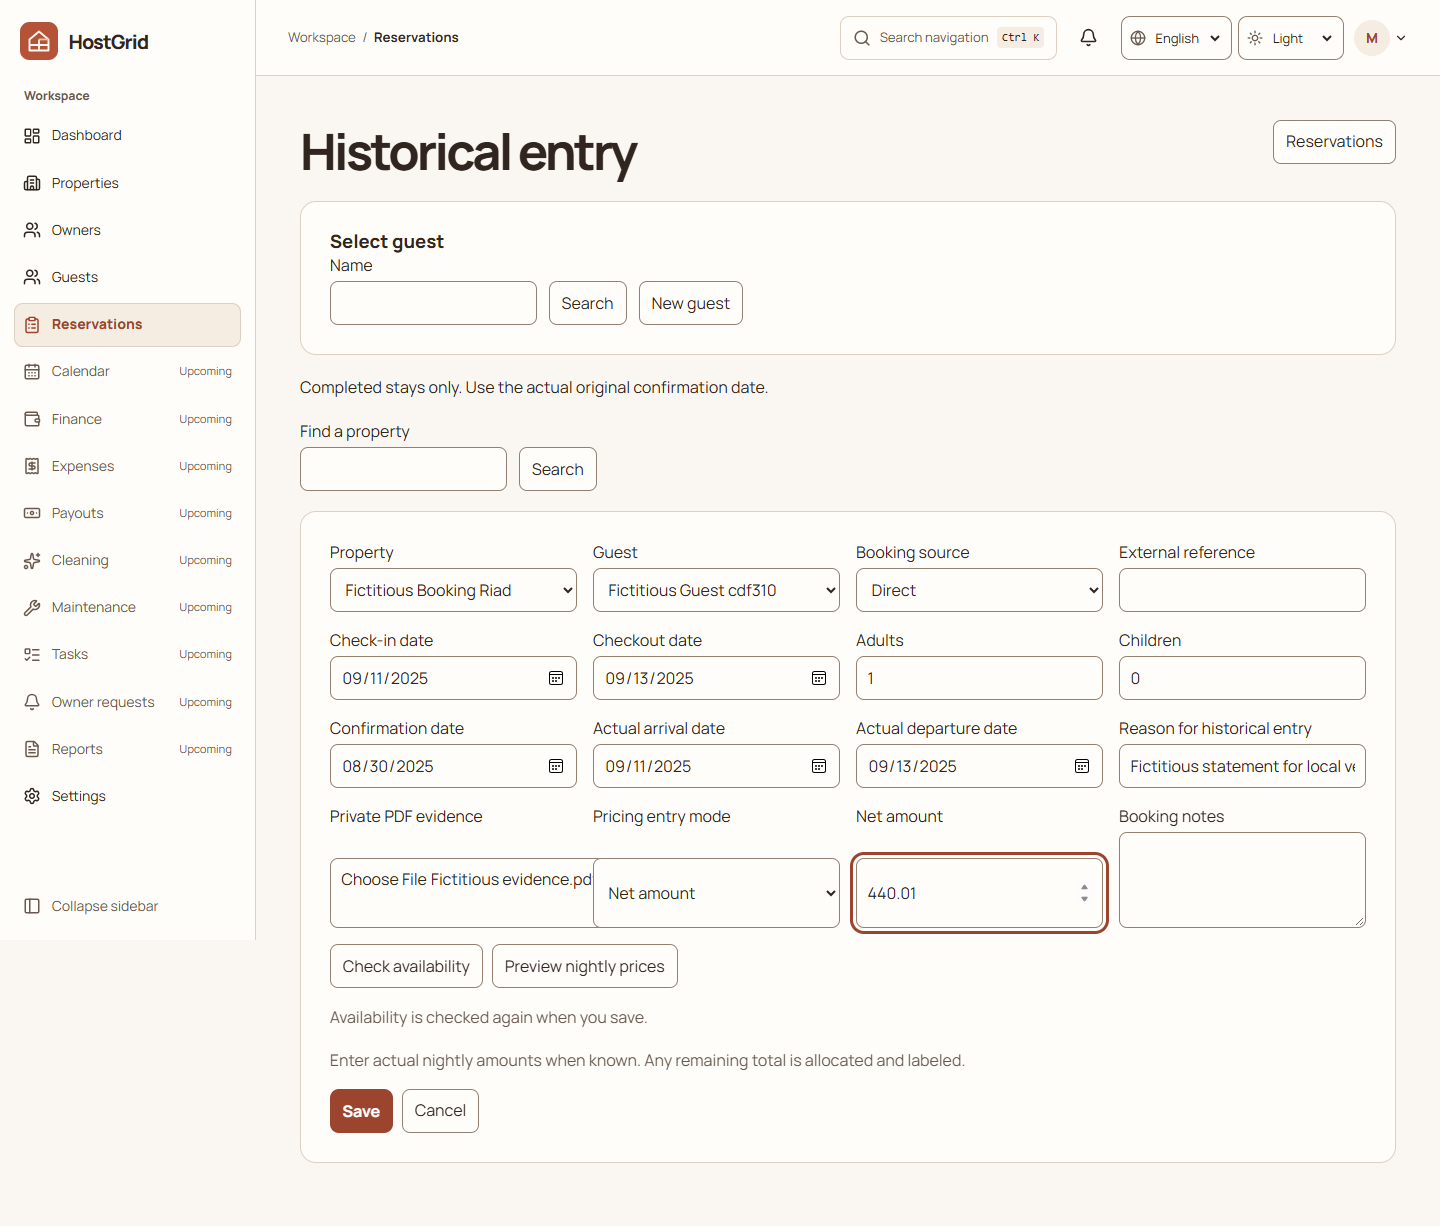 HostGrid
Workspace
Dashboard
Properties
Owners
Guests
Reservations
Calendar Upcoming
Finance Upcoming
Expenses Upcoming
Payouts Upcoming
Cleaning Upcoming
Maintenance Upcoming
Tasks Upcoming
Owner requests Upcoming
Reports Upcoming
Settings
Collapse sidebar
Workspace / Reservations
Search navigation Ctrl K
English
Light
M
Historical entry
Reservations
Select guest
Name
Search
New guest
Completed stays only. Use the actual original confirmation date.
Find a property
Search
Property Guest Booking source External reference
Fictitious Booking Riad Fictitious Guest cdf310 Direct
Check-in date Checkout date Adults Children
09/11/2025 09/13/2025 1 0
Confirmation date Actual arrival date Actual departure date Reason for historical entry
08/30/2025 09/11/2025 09/13/2025 Fictitious statement for local ve
Private PDF evidence Pricing entry mode Net amount Booking notes
Choose File Fictitious evidence.pd Net amount 440.01
Check availability Preview nightly prices
Availability is checked again when you save.
Enter actual nightly amounts when known. Any remaining total is allocated and labeled.
Save Cancel